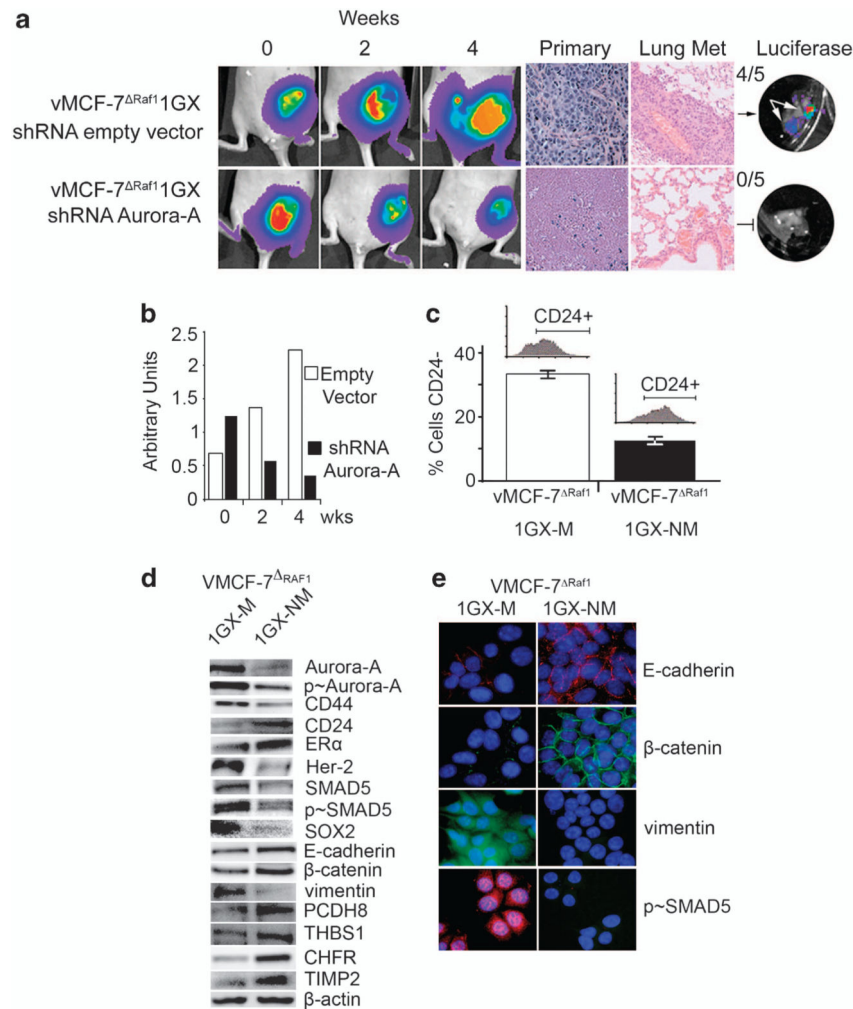 a
Weeks
0 2 4 Primary Lung Met Luciferase
vMCF-7ΔRaf1 1GX
shRNA empty vector
4/5
vMCF-7ΔRaf1 1GX
shRNA Aurora-A
0/5
b
Arbitrary Units
2.5
2
1.5
1
0.5
0
0 2 4 wks
Empty
Vector
shRNA
Aurora-A
c
% Cells CD24-
40
20
0
CD24+
CD24+
vMCF-7ΔRaf1 vMCF-7ΔRaf1
1GX-M 1GX-NM
d
VMCF-7ΔRAF1
1GX-M 1GX-NM
Aurora-A
p~Aurora-A
CD44
CD24
ERα
Her-2
SMAD5
p~SMAD5
SOX2
E-cadherin
β-catenin
vimentin
PCDH8
THBS1
CHFR
TIMP2
β-actin
e
VMCF-7ΔRaf1
1GX-M 1GX-NM
E-cadherin
β-catenin
vimentin
p~SMAD5